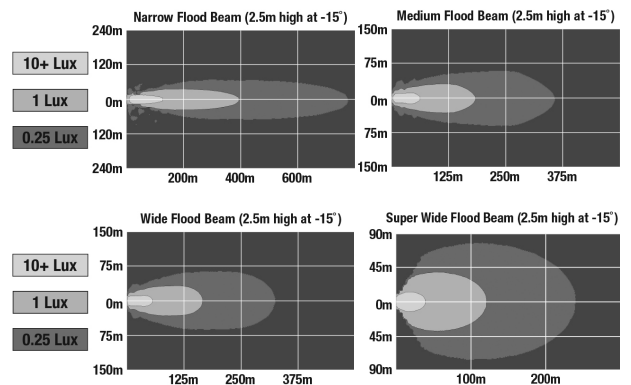 Narrow Flood Beam (2.5m high at -15°)
240m
120m
0m
120m
240m
200m 400m 600m
10+ Lux
1 Lux
0.25 Lux
Medium Flood Beam (2.5m high at -15°)
150m
75m
0m
75m
150m
125m 250m 375m
Wide Flood Beam (2.5m high at -15°)
150m
75m
0m
75m
150m
125m 250m 375m
10+ Lux
1 Lux
0.25 Lux
Super Wide Flood Beam (2.5m high at -15°)
90m
45m
0m
45m
90m
100m 200m